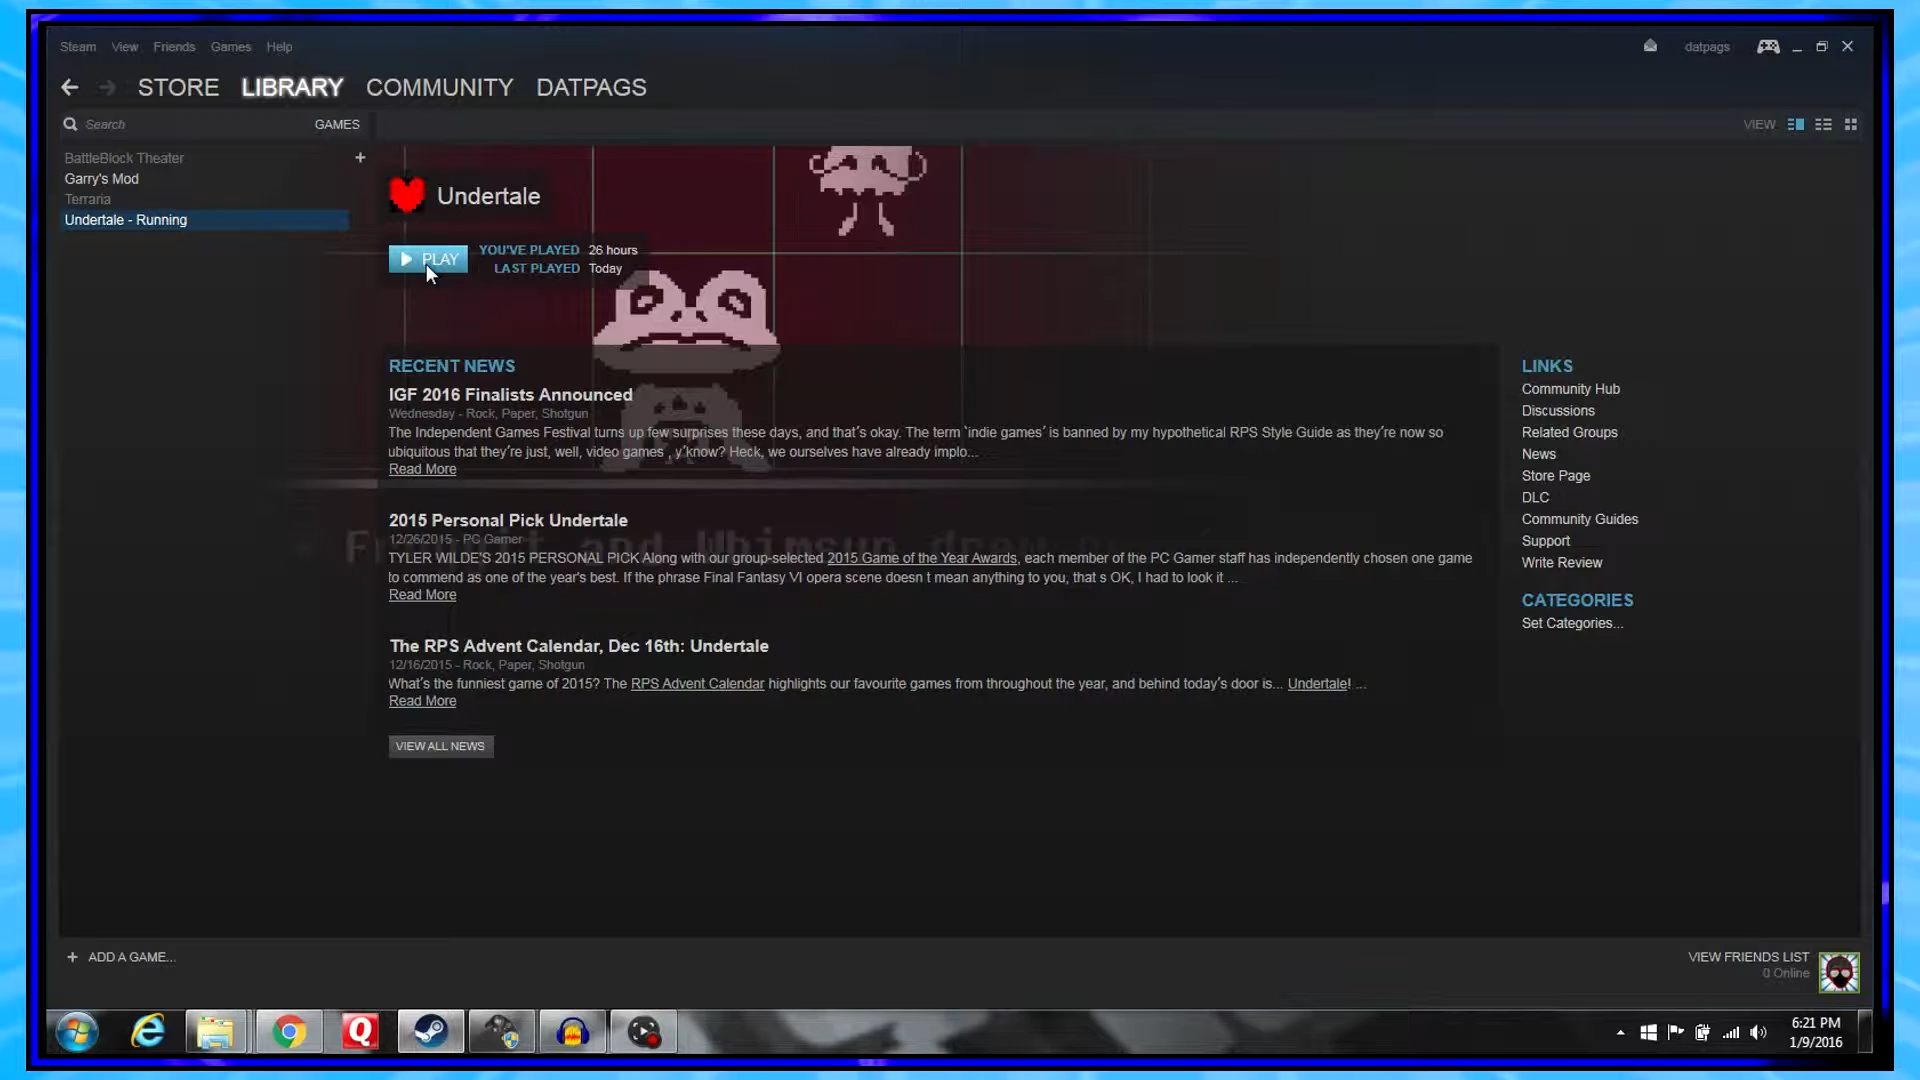 Steam View Friends Games Help
datpags
STORE LIBRARY COMMUNITY DATPAGS
Search
GAMES
VIEW
BattleBlock Theater
+
Garry's Mod
Terraria
Undertale - Running
Undertale
PLAY
YOU'VE PLAYED 26 hours
LAST PLAYED Today
RECENT NEWS
IGF 2016 Finalists Announced
Wednesday - Rock, Paper, Shotgun
The Independent Games Festival turns up few surprises these days, and that's okay. The term 'indie games' is banned by my hypothetical RPS Style Guide as they're now so
ubiquitous that they're just, well, video games , y'know? Heck, we ourselves have already implo...
Read More
2015 Personal Pick Undertale
12/26/2015 - PC Gamer
TYLER WILDE'S 2015 PERSONAL PICK Along with our group-selected 2015 Game of the Year Awards, each member of the PC Gamer staff has independently chosen one game
to commend as one of the year's best. If the phrase Final Fantasy VI opera scene doesn t mean anything to you, that s OK, I had to look it ...
Read More
and Whimsun drew
The RPS Advent Calendar, Dec 16th: Undertale
12/16/2015 - Rock, Paper, Shotgun
What's the funniest game of 2015? The RPS Advent Calendar highlights our favourite games from throughout the year, and behind today's door is... Undertale! ...
Read More
VIEW ALL NEWS
LINKS
Community Hub
Discussions
Related Groups
News
Store Page
DLC
Community Guides
Support
Write Review
CATEGORIES
Set Categories...
+ ADD A GAME...
VIEW FRIENDS LIST
0 Online
6:21 PM
1/9/2016